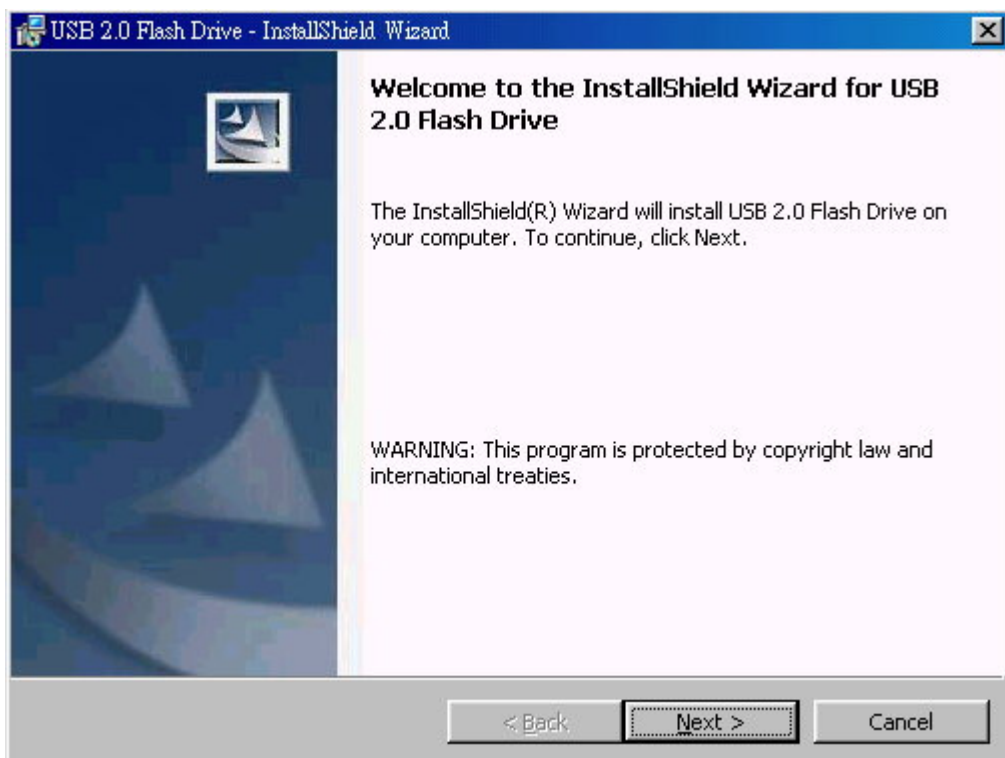 USB 2.0 Flash Drive - InstallShield Wizard
Welcome to the InstallShield Wizard for USB
2.0 Flash Drive
The InstallShield(R) Wizard will install USB 2.0 Flash Drive on
your computer. To continue, click Next.
WARNING: This program is protected by copyright law and
international treaties.
< Back
Next >
Cancel